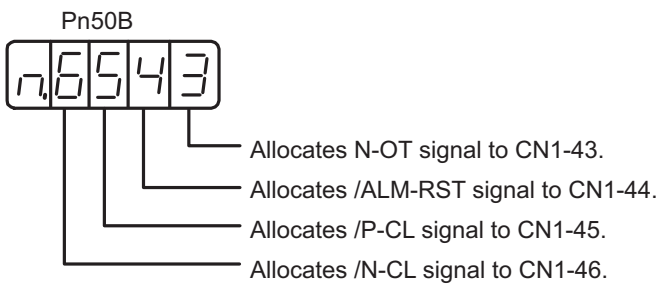 Pn50B
n.6543
Allocates N-OT signal to CN1-43.
Allocates /ALM-RST signal to CN1-44.
Allocates /P-CL signal to CN1-45.
Allocates /N-CL signal to CN1-46.